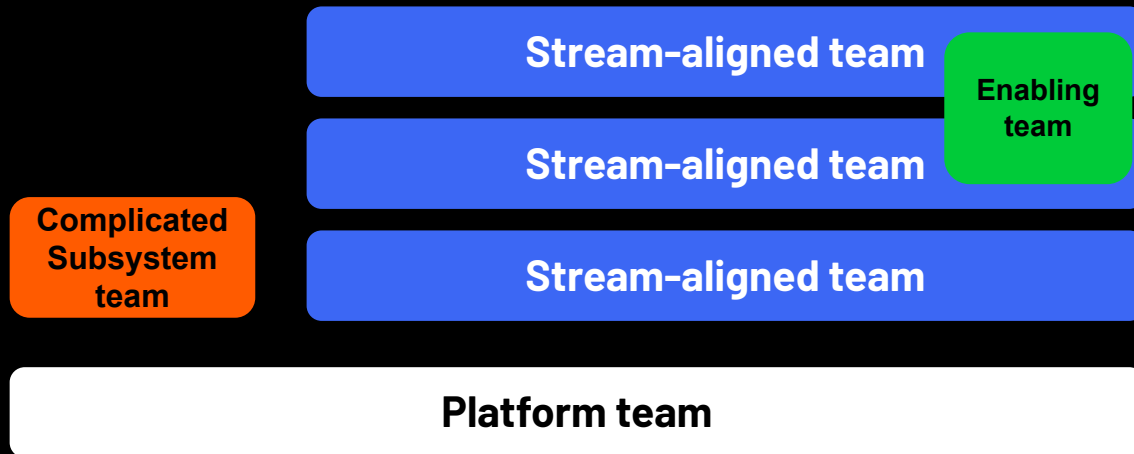 Stream-aligned team
Enabling
team
Stream-aligned team
Complicated
Subsystem
team
Stream-aligned team
Platform team